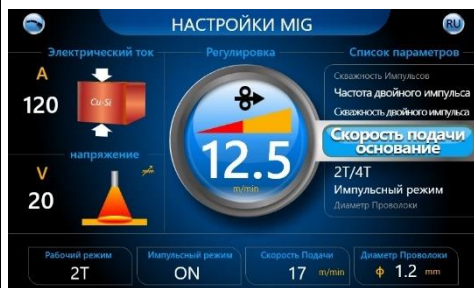 НАСТРОЙКИ MIG
RU
Электрический ток
Регулировка
Список параметров
A
120
Cu-Si
напряжение
V
20
12.5
m/min
Скважность Импульсов
Частота двойного импульса
Скважность двойного импульса
Скорость подачи
основание
2T/4T
Импульсный режим
Диаметр Проволоки
Рабочий режим
2T
Импульсный режим
ON
Скорость Подачи
17 m/min
Диаметр Проволоки
ϕ 1.2 mm